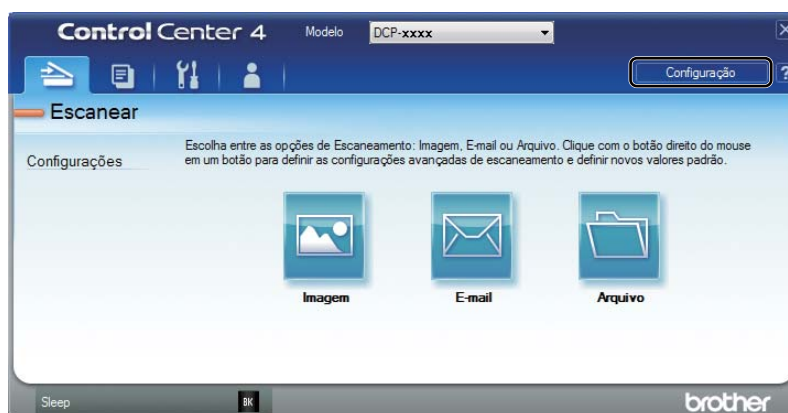 Control Center 4
Modelo
DCP-xxxx
Configuração
?
Escanear
Configurações
Escolha entre as opções de Escaneamento: Imagem, E-mail ou Arquivo. Clique com o botão direito do mouse
em um botão para definir as configurações avançadas de escaneamento e definir novos valores padrão.
Imagem
E-mail
Arquivo
Sleep
BK
brother